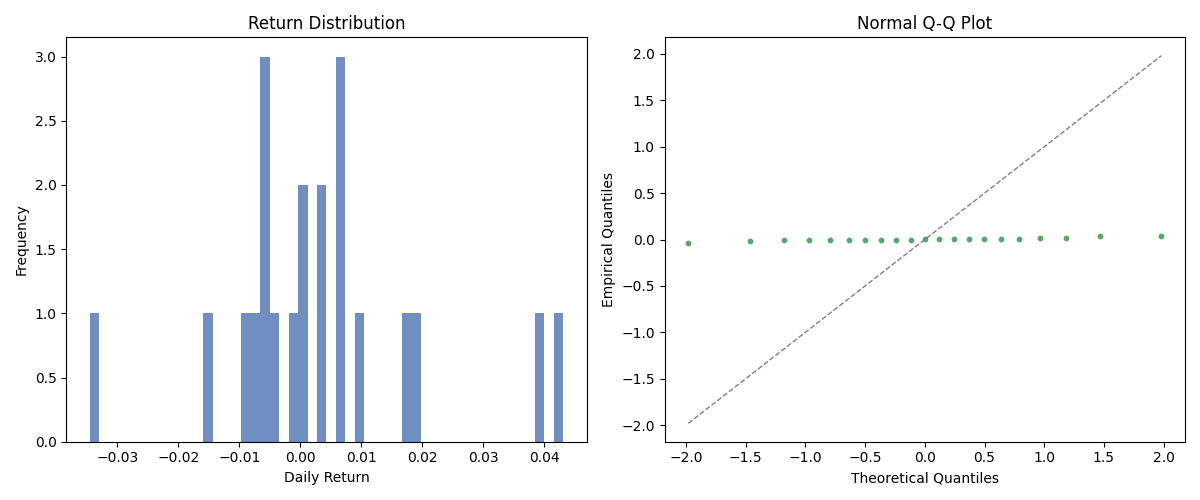 Return Distribution
3.0
2.5
2.0
1.5
1.0
0.5
0.0
Frequency
−0.03 −0.02 −0.01 0.00 0.01 0.02 0.03 0.04
Daily Return
Normal Q-Q Plot
2.0
1.5
1.0
0.5
0.0
−0.5
−1.0
−1.5
−2.0
Empirical Quantiles
−2.0 −1.5 −1.0 −0.5 0.0 0.5 1.0 1.5 2.0
Theoretical Quantiles